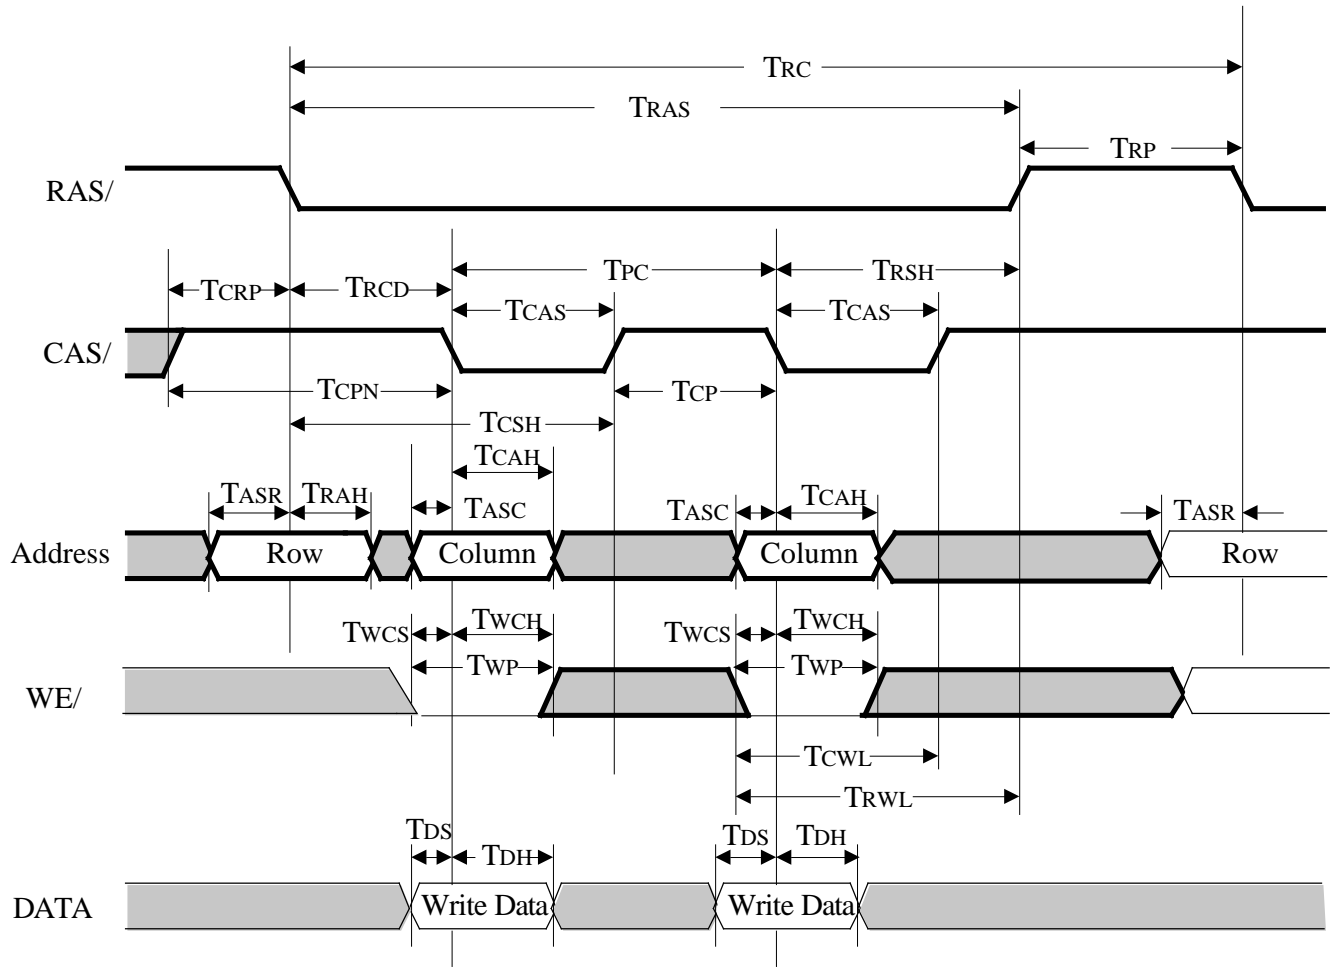 TRC
TRAS
TRP
RAS/
TPC TRSH
TCRP TRCD
TCAS TCAS
CAS/
TCPN TCP
TCSH
TCAH
TASR TRAH TASC TASC TCAH TASR
Address Row Column Column Row
TWCS TWCH TWCS TWCH
TWP TWP
WE/
TCWL
TRWL
TDS TDH TDS TDH
DATA Write Data Write Data